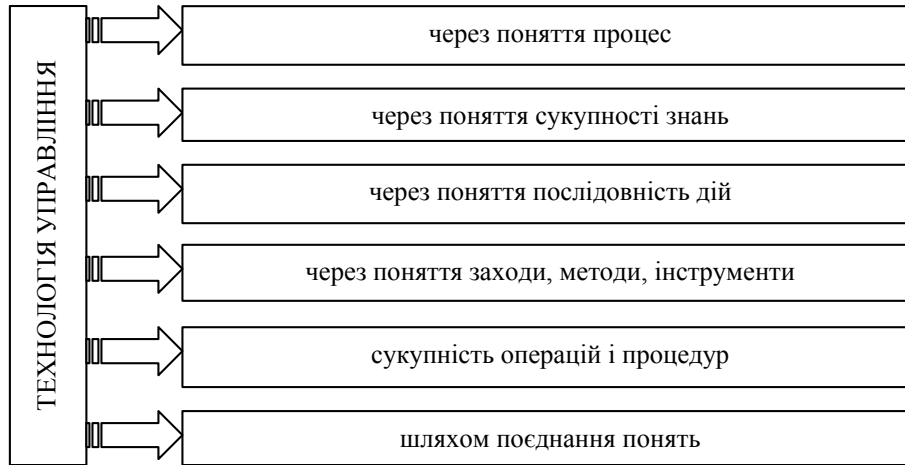 ТЕХНОЛОГІЯ УПРАВЛІННЯ
через поняття процес
через поняття сукупності знань
через поняття послідовність дій
через поняття заходи, методи, інструменти
сукупність операцій і процедур
шляхом поєднання понять